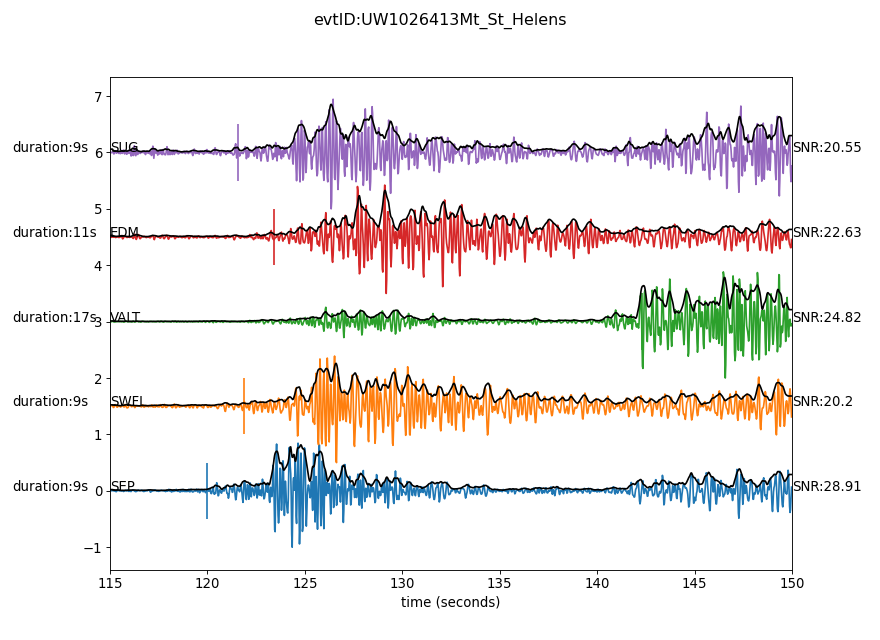 evtID:UW1026413Mt_St_Helens
7
duration:9s SUG SNR:20.55
6
5
duration:11s EDM SNR:22.63
4
duration:17s VALT SNR:24.82
3
2
duration:9s SWFL SNR:20.2
1
duration:9s SEP SNR:28.91
0
−1
115 120 125 130 135 140 145 150
time (seconds)